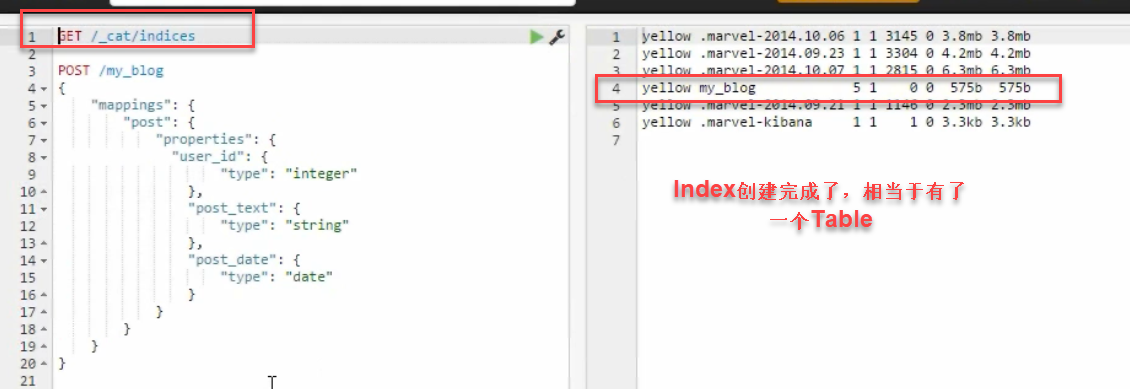 1 GET /_cat/indices
2
3 POST /my_blog
4 {
5 "mappings": {
6 "post": {
7 "properties": {
8 "user_id": {
9 "type": "integer"
10 },
11 "post_text": {
12 "type": "string"
13 },
14 "post_date": {
15 "type": "date"
16 }
17 }
18 }
19 }
20 }
21
1 yellow .marvel-2014.10.06 1 1 3145 0 3.8mb 3.8mb
2 yellow .marvel-2014.09.23 1 1 3304 0 4.2mb 4.2mb
3 yellow .marvel-2014.10.07 1 1 2815 0 6.3mb 6.3mb
4 yellow my_blog 5 1 0 0 575b 575b
5 yellow .marvel-2014.09.21 1 1 1146 0 2.3mb 2.3mb
6 yellow .marvel-kibana 1 1 1 0 3.3kb 3.3kb
7
Index创建完成了，相当于有了
一个Table